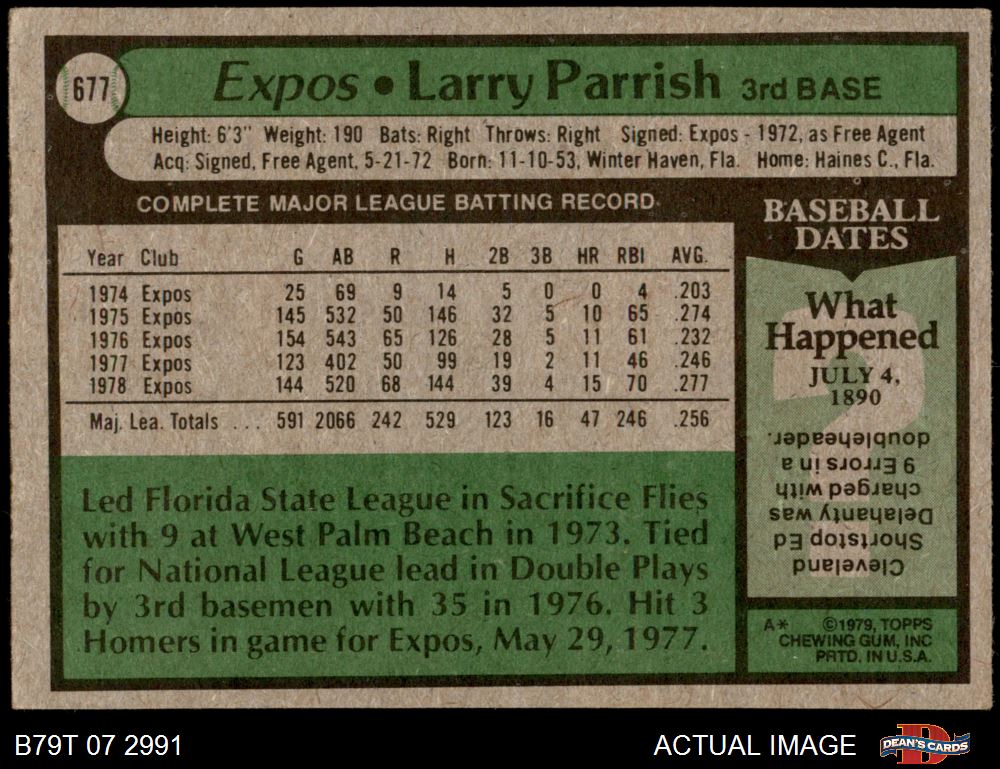 677
Expos • Larry Parrish 3rd BASE
Height: 6'3" Weight: 190 Bats: Right Throws: Right Signed: Expos - 1972, as Free Agent
Acq: Signed, Free Agent, 5-21-72 Born: 11-10-53, Winter Haven, Fla. Home: Haines C., Fla.
COMPLETE MAJOR LEAGUE BATTING RECORD
Year Club G AB R H 2B 3B HR RBI AVG.
1974 Expos 25 69 9 14 5 0 0 4 .203
1975 Expos 145 532 50 146 32 5 10 65 .274
1976 Expos 154 543 65 126 28 5 11 61 .232
1977 Expos 123 402 50 99 19 2 11 46 .246
1978 Expos 144 520 68 144 39 4 15 70 .277
Maj. Lea. Totals ... 591 2066 242 529 123 16 47 246 .256
Led Florida State League in Sacrifice Flies
with 9 at West Palm Beach in 1973. Tied
for National League lead in Double Plays
by 3rd basemen with 35 in 1976. Hit 3
Homers in game for Expos, May 29, 1977.
BASEBALL
DATES
What
Happened
JULY 4,
1890
?
Cleveland
Shortstop Ed
Delahanty was
charged with
9 Errors in a
doubleheader.
A* ©1979, TOPPS
CHEWING GUM, INC
PRTD. IN U.S.A.
B79T 07 2991
ACTUAL IMAGE
D
DEAN'S CARDS